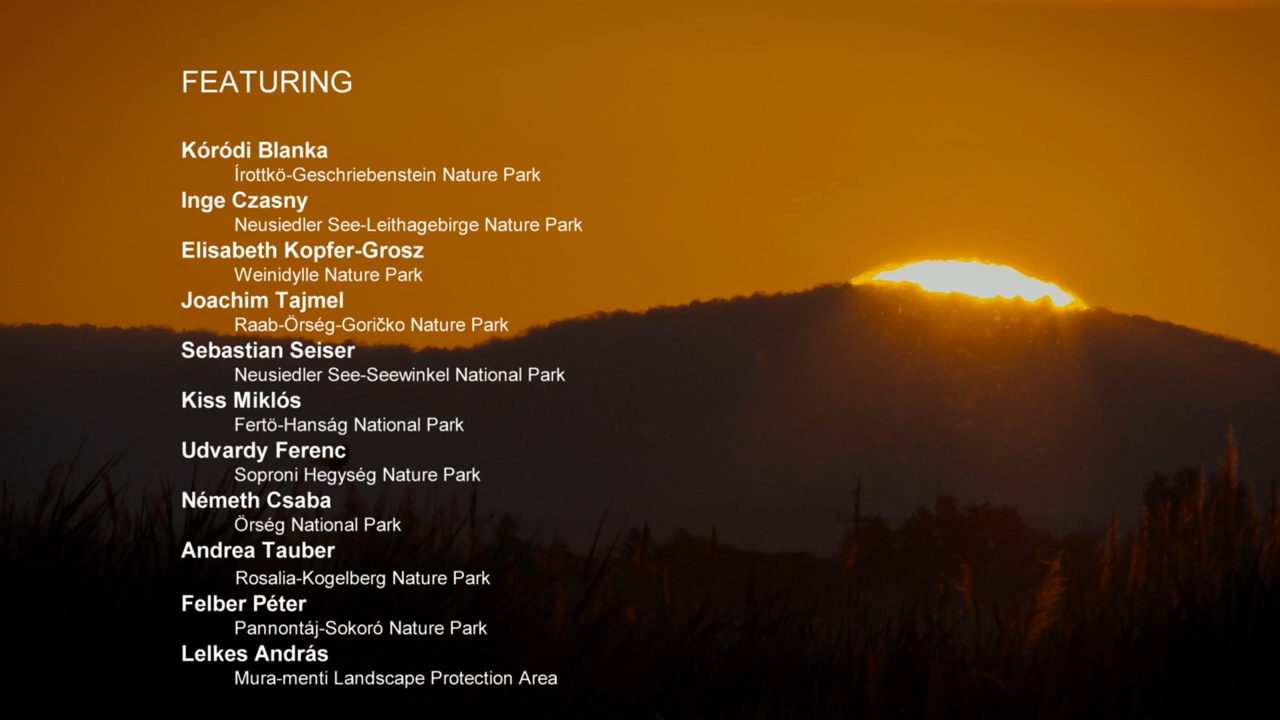 FEATURING
Kóródi Blanka
Írottkö-Geschriebenstein Nature Park
Inge Czasny
Neusiedler See-Leithagebirge Nature Park
Elisabeth Kopfer-Grosz
Weinidylle Nature Park
Joachim Tajmel
Raab-Örség-Goričko Nature Park
Sebastian Seiser
Neusiedler See-Seewinkel National Park
Kiss Miklós
Fertö-Hanság National Park
Udvardy Ferenc
Soproni Hegység Nature Park
Németh Csaba
Örség National Park
Andrea Tauber
Rosalia-Kogelberg Nature Park
Felber Péter
Pannontáj-Sokoró Nature Park
Lelkes András
Mura-menti Landscape Protection Area